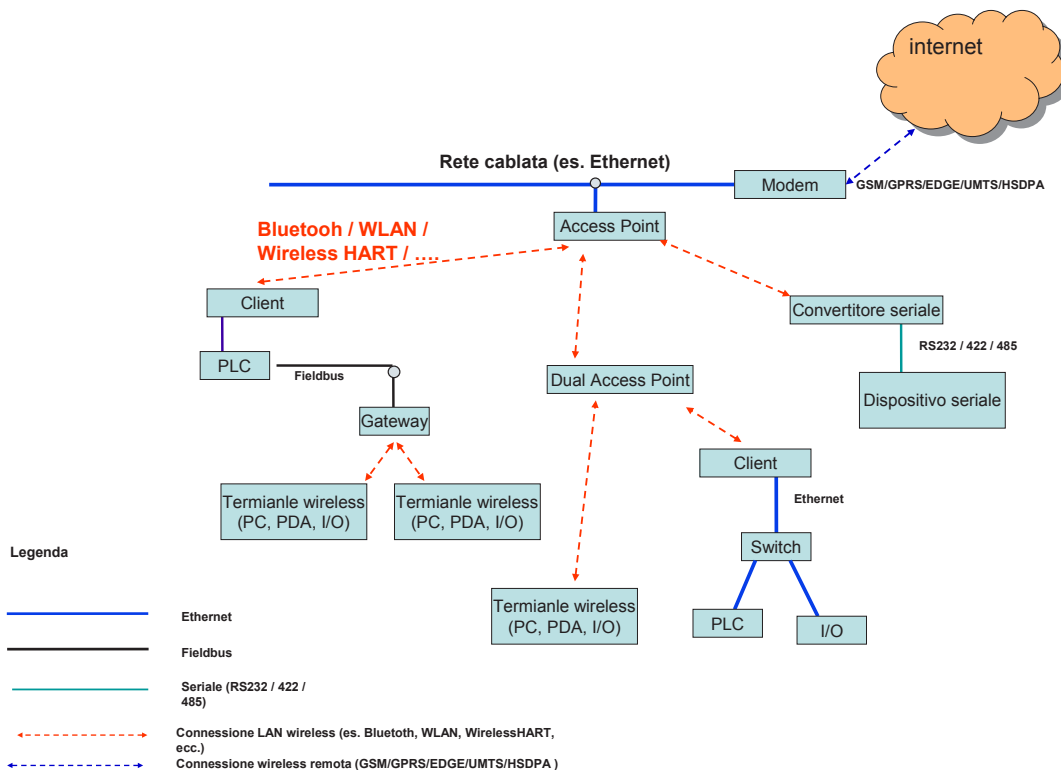 internet
Rete cablata (es. Ethernet)
Modem
GSM/GPRS/EDGE/UMTS/HSDPA
Access Point
Bluetooh / WLAN /
Wireless HART / ....
Client
Convertitore seriale
PLC
Fieldbus
RS232 / 422 / 485
Dual Access Point
Dispositivo seriale
Gateway
Client
Termianle wireless
(PC, PDA, I/O)
Termianle wireless
(PC, PDA, I/O)
Ethernet
Switch
Termianle wireless
(PC, PDA, I/O)
PLC
I/O
Legenda
Ethernet
Fieldbus
Seriale (RS232 / 422 /
485)
Connessione LAN wireless (es. Bluetoth, WLAN, WirelessHART,
ecc.)
Connessione wireless remota (GSM/GPRS/EDGE/UMTS/HSDPA )